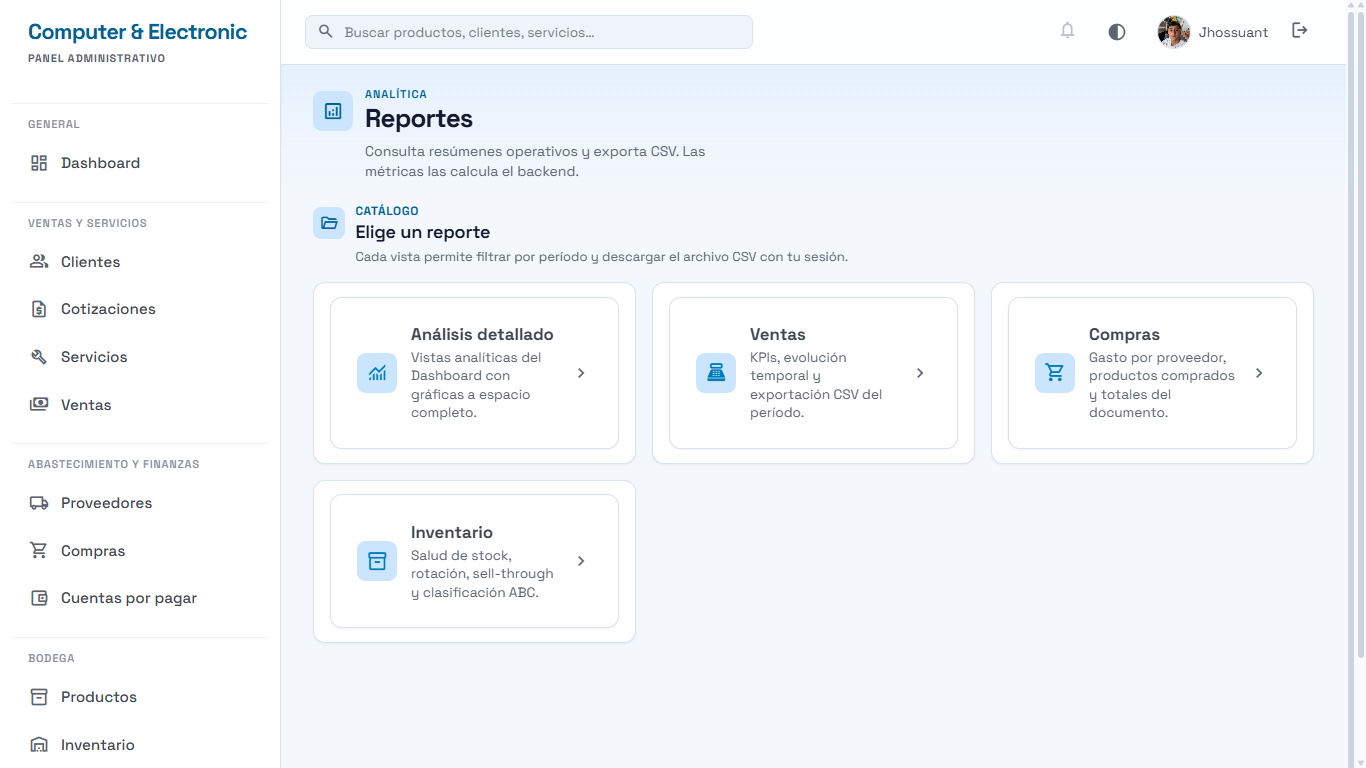 Computer & Electronic
PANEL ADMINISTRATIVO
GENERAL
Dashboard
VENTAS Y SERVICIOS
Clientes
Cotizaciones
Servicios
Ventas
ABASTECIMIENTO Y FINANZAS
Proveedores
Compras
Cuentas por pagar
BODEGA
Productos
Inventario
Buscar productos, clientes, servicios...
Jhossuant
ANALÍTICA
Reportes
Consulta resúmenes operativos y exporta CSV. Las
métricas las calcula el backend.
CATÁLOGO
Elige un reporte
Cada vista permite filtrar por período y descargar el archivo CSV con tu sesión.
Análisis detallado
Vistas analíticas del
Dashboard con
gráficas a espacio
completo.
Ventas
KPIs, evolución
temporal y
exportación CSV del
período.
Compras
Gasto por proveedor,
productos comprados
y totales del
documento.
Inventario
Salud de stock,
rotación, sell-through
y clasificación ABC.